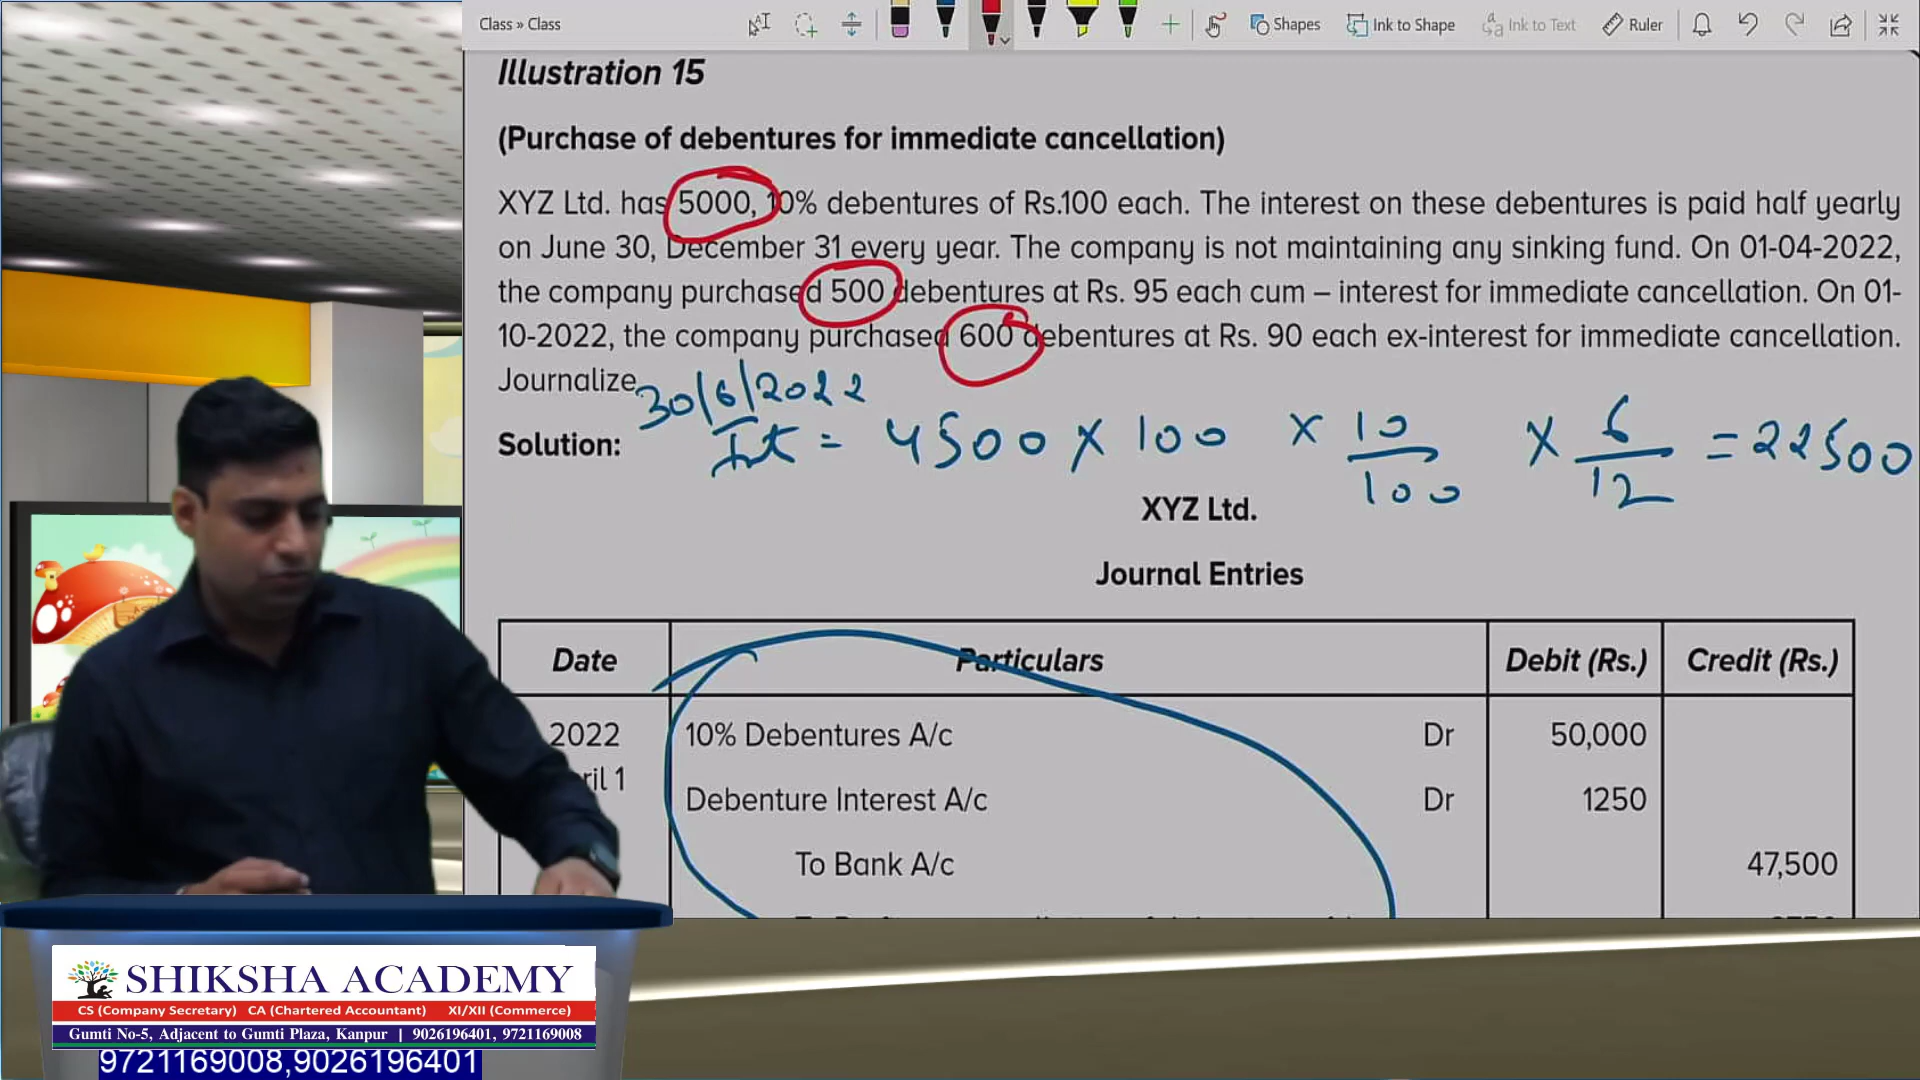 Class » Class
Shapes
Ink to Shape
Ink to Text
Ruler
Illustration 15
(Purchase of debentures for immediate cancellation)
XYZ Ltd. has 5000, 10% debentures of Rs.100 each. The interest on these debentures is paid half yearly
on June 30, December 31 every year. The company is not maintaining any sinking fund. On 01-04-2022,
the company purchased 500 debentures at Rs. 95 each cum – interest for immediate cancellation. On 01-
10-2022, the company purchased 600 debentures at Rs. 90 each ex-interest for immediate cancellation.
Journalize
30/6/2022
Solution:
Int = 4500 × 100 × 10/100 × 6/12 = 22500
XYZ Ltd.
Journal Entries
Date Particulars Debit (Rs.) Credit (Rs.)
2022 10% Debentures A/c Dr 50,000
ril 1
Debenture Interest A/c Dr 1250
To Bank A/c 47,500
SHIKSHA ACADEMY
CS (Company Secretary) CA (Chartered Accountant) XI/XII (Commerce)
Gumti No-5, Adjacent to Gumti Plaza, Kanpur | 9026196401, 9721169008
9721169008,9026196401